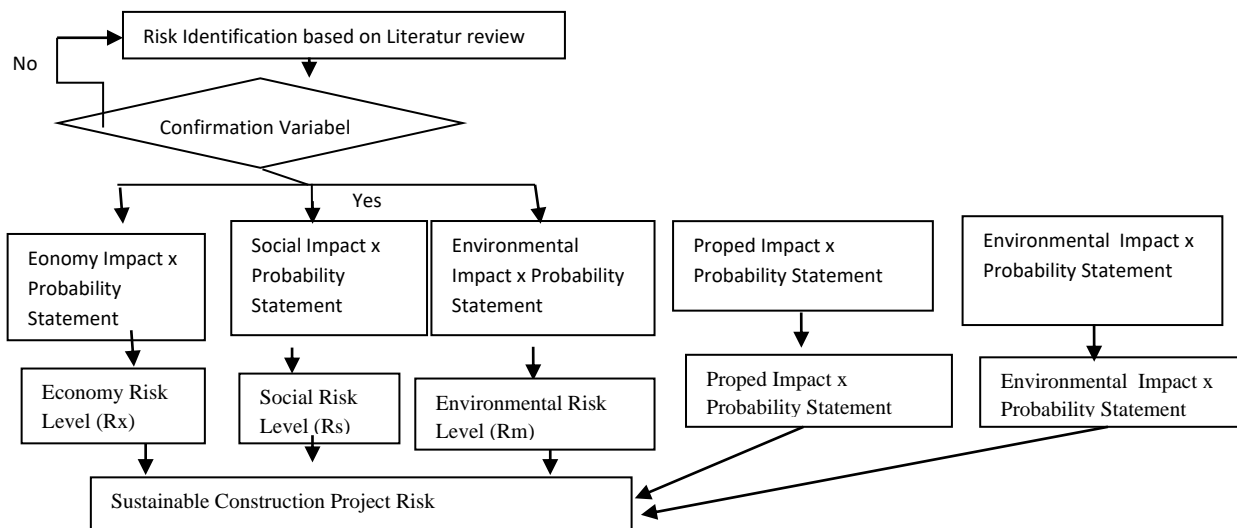 Risk Identification based on Literatur review
No
Confirmation Variabel
Yes
Eonomy Impact x
Probability
Statement
Social Impact x
Probability
Statement
Environmental
Impact x Probability
Statement
Proped Impact x
Probability Statement
Environmental Impact x
Probability Statement
Economy Risk
Level (Rx)
Social Risk
Level (Rs)
Environmental Risk
Level (Rm)
Proped Impact x
Probability Statement
Environmental Impact x
Probability Statement
Sustainable Construction Project Risk